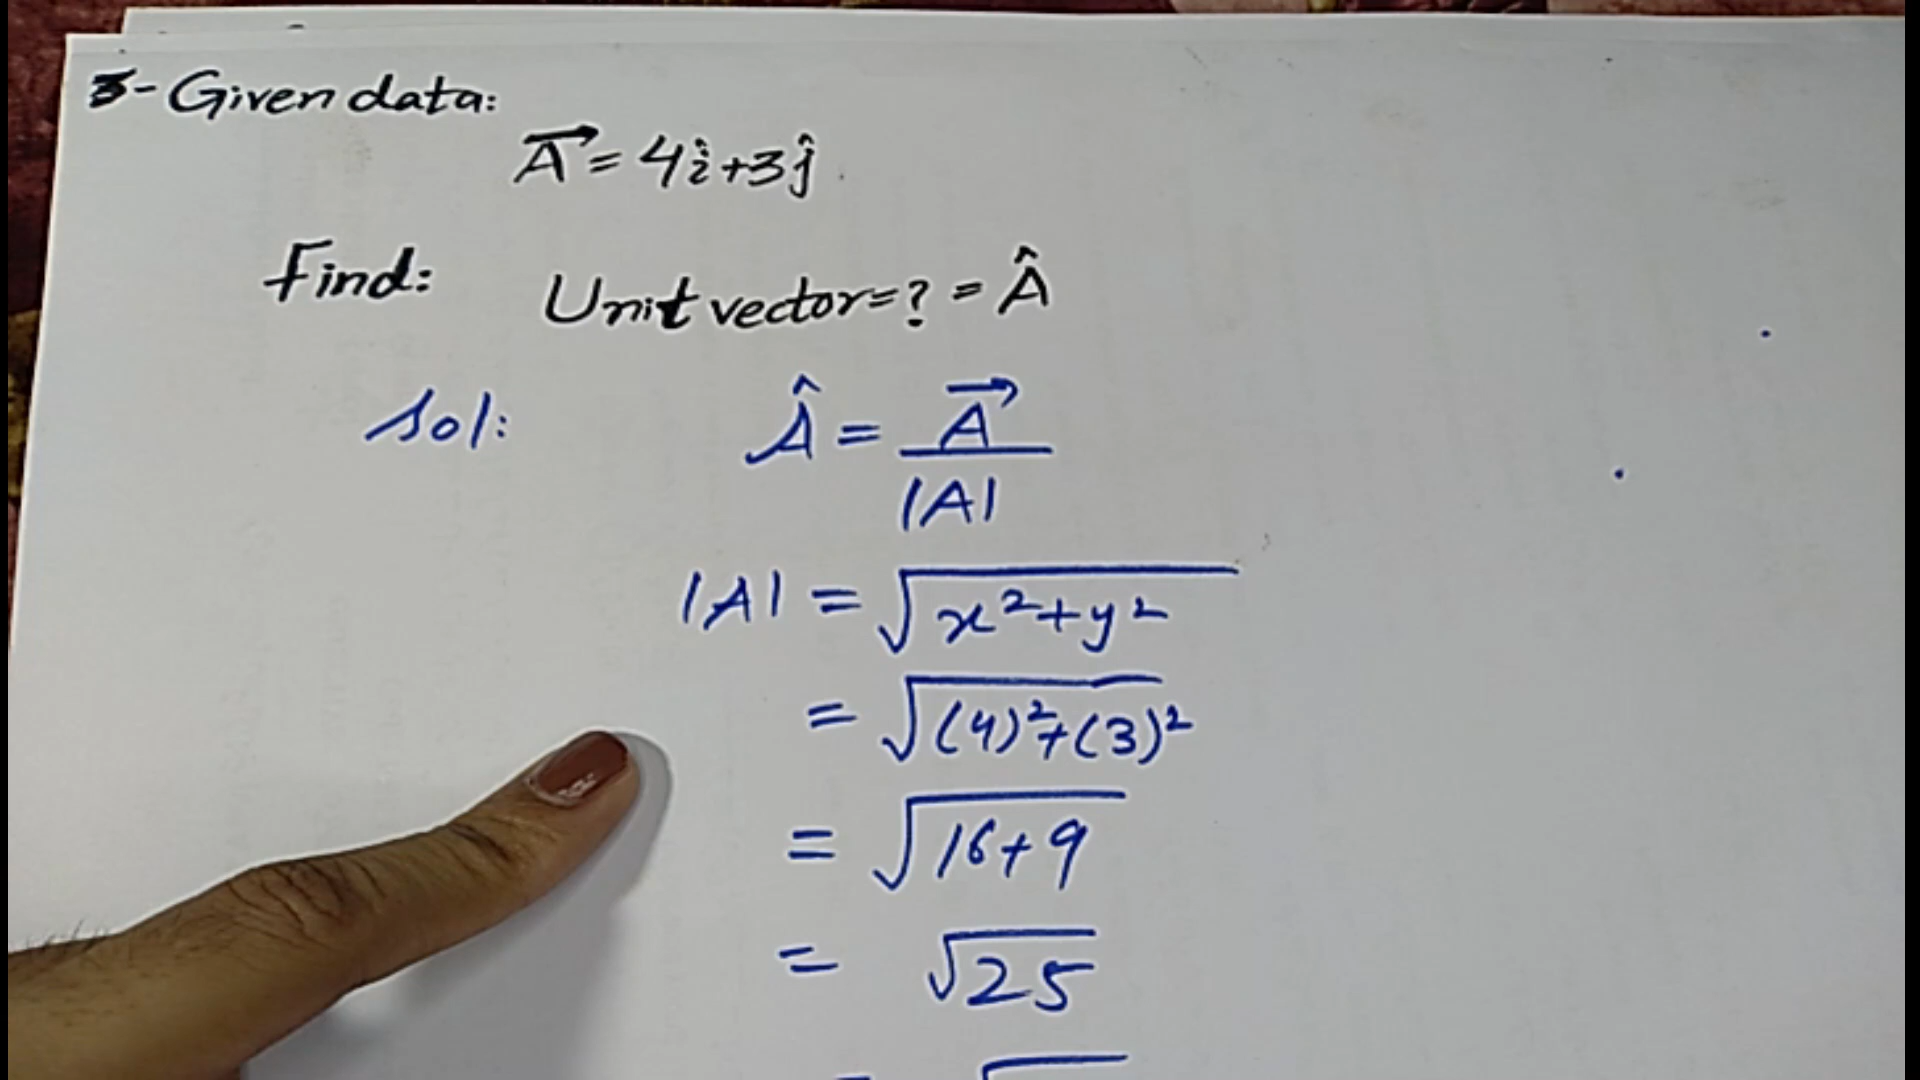 3- Given data:
A⃗ = 4î+3ĵ
Find: Unit vector=? = Â
Sol: Â = A⃗ / |A|
|A| = √x²+y²
= √(4)²+(3)²
= √16+9
= √25
= √